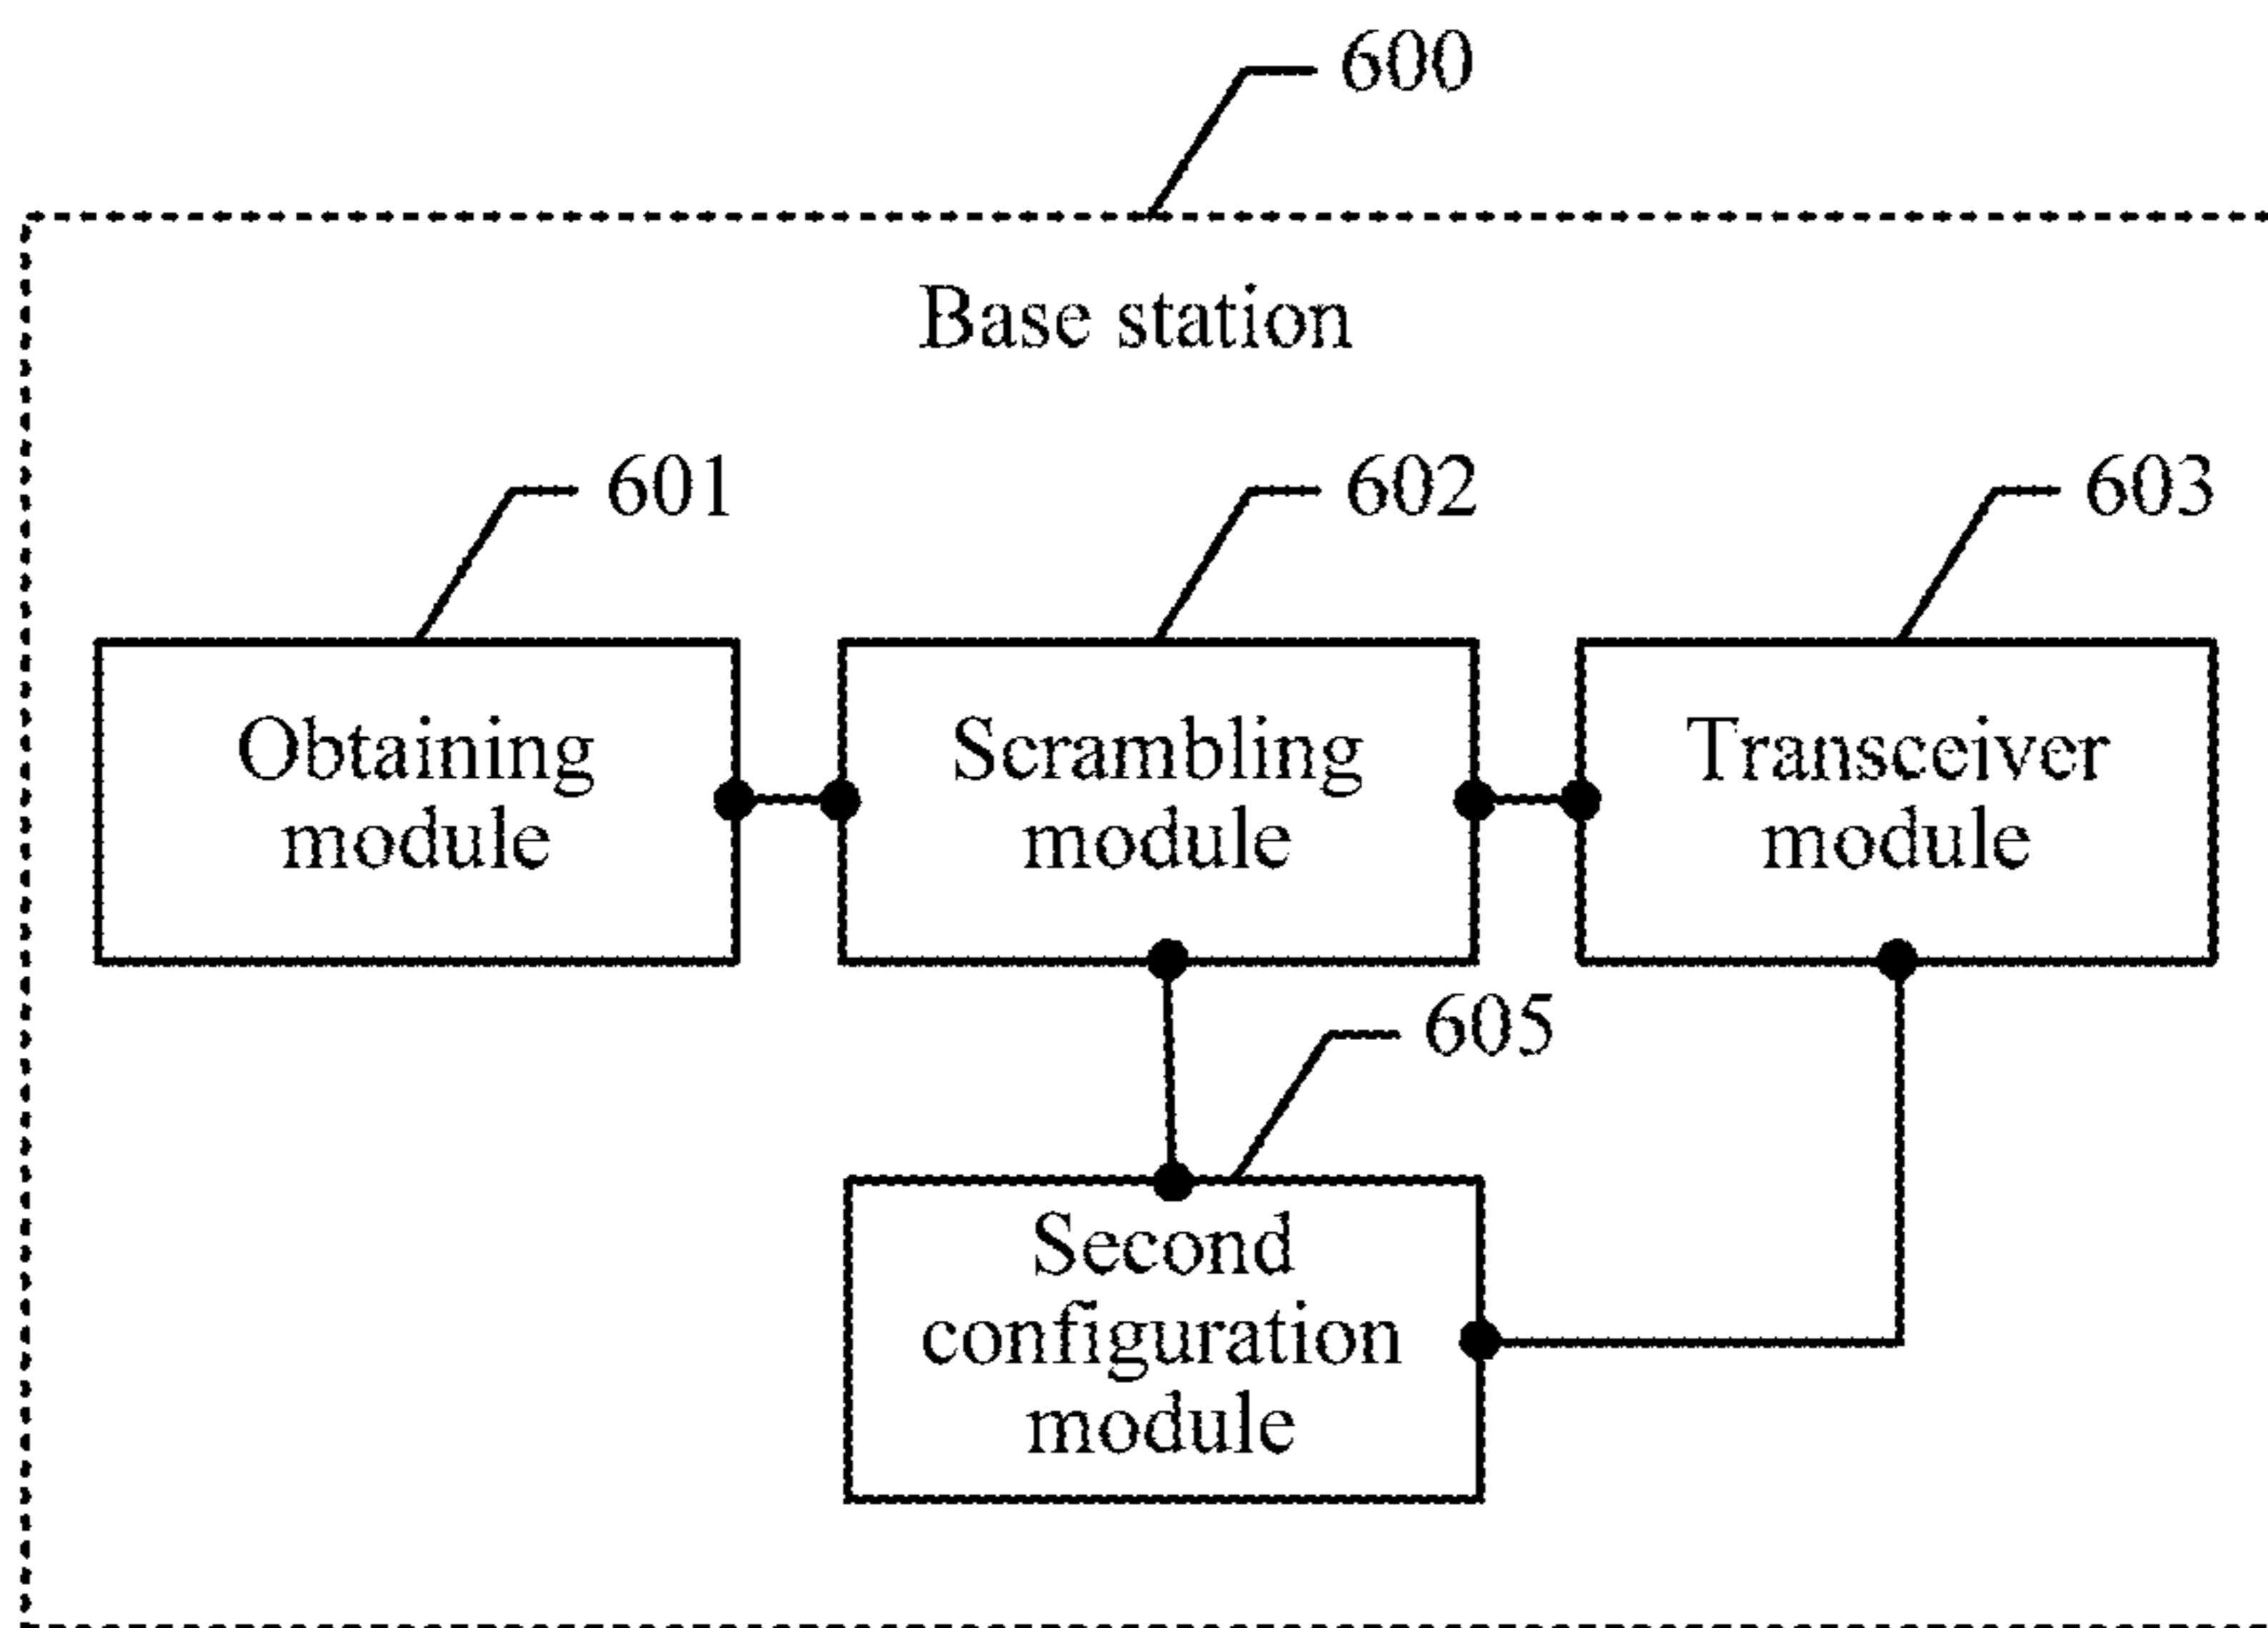 600
Base station
601
602
603
Obtaining
module
Scrambling
module
Transceiver
module
605
Second
configuration
module